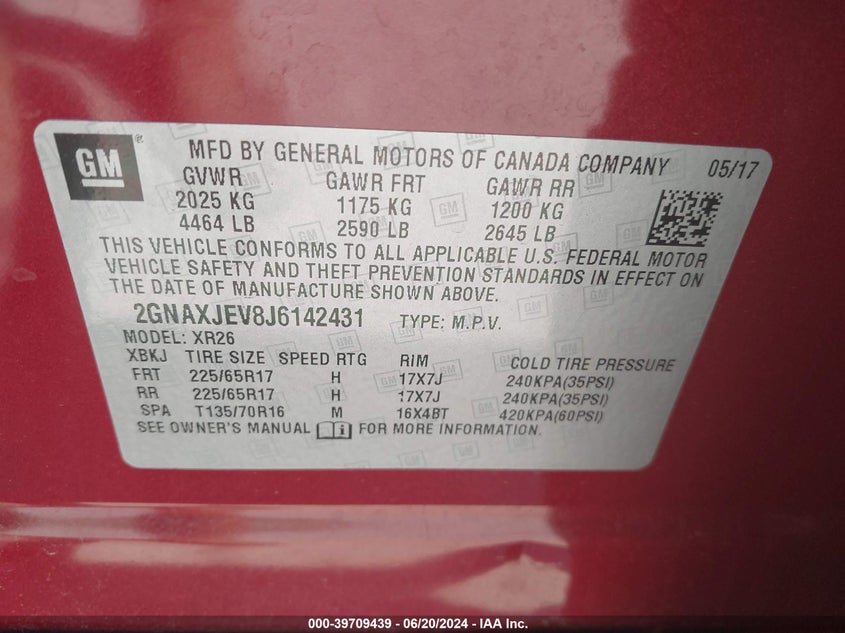 GM ® MFD BY GENERAL MOTORS OF CANADA COMPANY 05/17
GVWR GAWR FRT GAWR RR
2025 KG 1175 KG 1200 KG
4464 LB 2590 LB 2645 LB
THIS VEHICLE CONFORMS TO ALL APPLICABLE U.S. FEDERAL MOTOR
VEHICLE SAFETY AND THEFT PREVENTION STANDARDS IN EFFECT ON
THE DATE OF MANUFACTURE SHOWN ABOVE.
2GNAXJEV8J6142431 TYPE: M.P.V.
MODEL: XR26
XBKJ TIRE SIZE SPEED RTG RIM COLD TIRE PRESSURE
FRT 225/65R17 H 17X7J 240KPA(35PSI)
RR 225/65R17 H 17X7J 240KPA(35PSI)
SPA T135/70R16 M 16X4BT 420KPA(60PSI)
SEE OWNER'S MANUAL i FOR MORE INFORMATION.
000-39709439 - 06/20/2024 - IAA Inc.